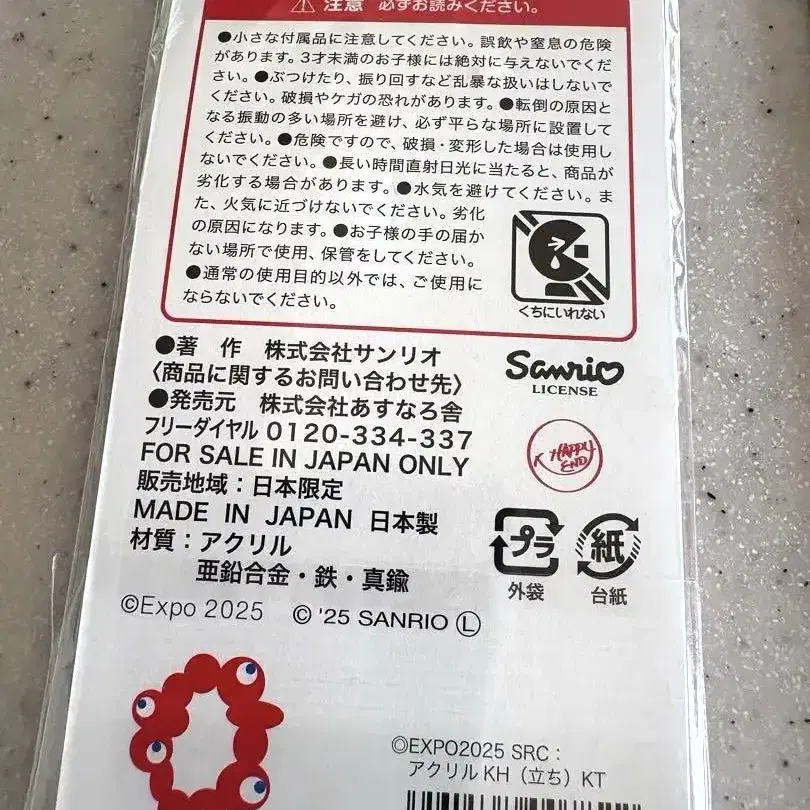 ⚠ 注意 必ずお読みください。
●小さな付属品に注意してください。誤飲や窒息の危険
があります。3才未満のお子様には絶対に与えないでくだ
さい。●ぶつけたり、振り回すなど乱暴な扱いはしないで
ください。破損やケガの恐れがあります。●転倒の原因と
なる振動の多い場所を避け、必ず平らな場所に設置して
ください。●危険ですので、破損・変形した場合は使用し
ないでください。●長い時間直射日光に当たると、商品が
劣化する場合があります。●水気を避けてください。ま
た、火気に近づけないでください。劣化
の原因になります。●お子様の手の届か
ない場所で使用、保管をしてください。
●通常の使用目的以外では、ご使用に
ならないでください。
くちにいれない
●著 作 株式会社サンリオ
〈商品に関するお問い合わせ先〉
●発売元 株式会社あすなろ舎
フリーダイヤル 0120-334-337
FOR SALE IN JAPAN ONLY
販売地域：日本限定
MADE IN JAPAN 日本製
材質：アクリル
亜鉛合金・鉄・真鍮
Sanrio
LICENSE
K HAPPY
END
プラ
外袋
紙
台紙
©Expo 2025 © '25 SANRIO Ⓛ
©EXPO2025 SRC：
アクリルKH（立ち）KT